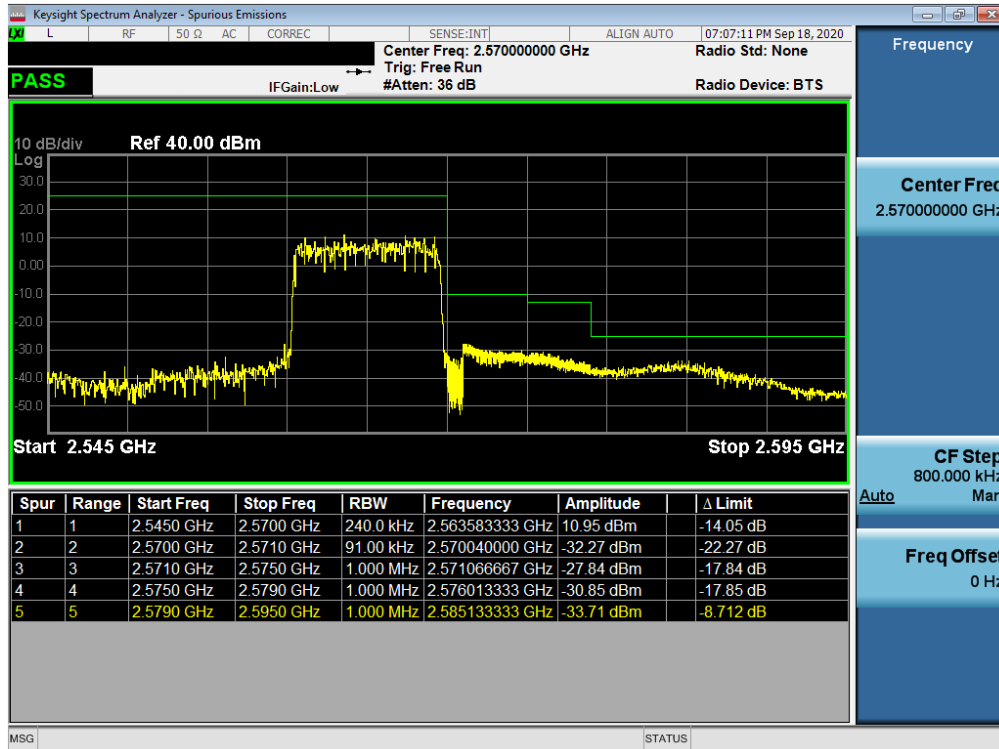 Keysight Spectrum Analyzer - Spurious Emissions
LXI L RF 50 Ω AC CORREC SENSE:INT ALIGN AUTO 07:07:11 PM Sep 18, 2020
Center Freq: 2.570000000 GHz Radio Std: None
Trig: Free Run
PASS IFGain:Low #Atten: 36 dB Radio Device: BTS
Frequency
10 dB/div Ref 40.00 dBm
Log
30.0
20.0
10.0
0.00
-10.0
-20.0
-30.0
-40.0
-50.0
Start 2.545 GHz Stop 2.595 GHz
Center Freq
2.570000000 GHz
CF Step
800.000 kHz
Auto Man
Freq Offset
0 Hz
Spur Range Start Freq Stop Freq RBW Frequency Amplitude Δ Limit
1 1 2.5450 GHz 2.5700 GHz 240.0 kHz 2.563583333 GHz 10.95 dBm -14.05 dB
2 2 2.5700 GHz 2.5710 GHz 91.00 kHz 2.570040000 GHz -32.27 dBm -22.27 dB
3 3 2.5710 GHz 2.5750 GHz 1.000 MHz 2.571066667 GHz -27.84 dBm -17.84 dB
4 4 2.5750 GHz 2.5790 GHz 1.000 MHz 2.576013333 GHz -30.85 dBm -17.85 dB
5 5 2.5790 GHz 2.5950 GHz 1.000 MHz 2.585133333 GHz -33.71 dBm -8.712 dB
MSG STATUS